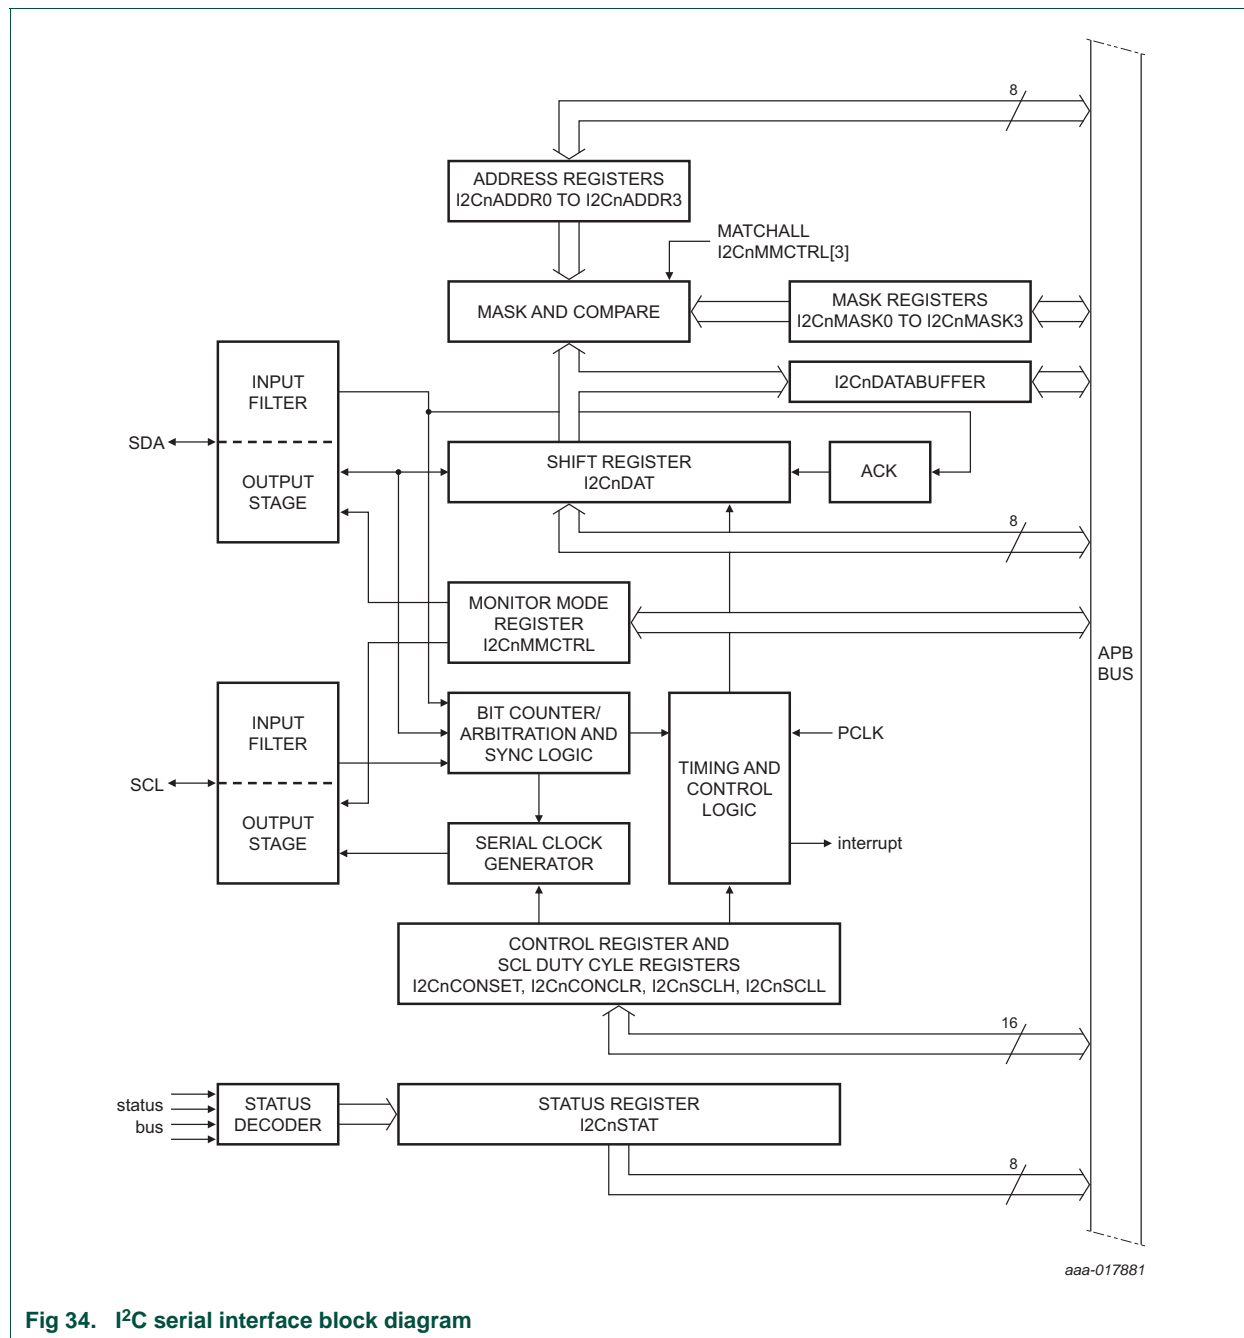 8
ADDRESS REGISTERS
I2CnADDR0 TO I2CnADDR3
MATCHALL
I2CnMMCTRL[3]
MASK AND COMPARE
MASK REGISTERS
I2CnMASK0 TO I2CnMASK3
I2CnDATABUFFER
INPUT
FILTER
SDA
OUTPUT
STAGE
SHIFT REGISTER
I2CnDAT
ACK
8
MONITOR MODE
REGISTER
I2CnMMCTRL
APB
BUS
INPUT
FILTER
SCL
OUTPUT
STAGE
BIT COUNTER/
ARBITRATION AND
SYNC LOGIC
PCLK
TIMING AND
CONTROL
LOGIC
SERIAL CLOCK
GENERATOR
interrupt
CONTROL REGISTER AND
SCL DUTY CYLE REGISTERS
I2CnCONSET, I2CnCONCLR, I2CnSCLH, I2CnSCLL
16
status
bus
STATUS
DECODER
STATUS REGISTER
I2CnSTAT
8
aaa-017881
Fig 34. I²C serial interface block diagram